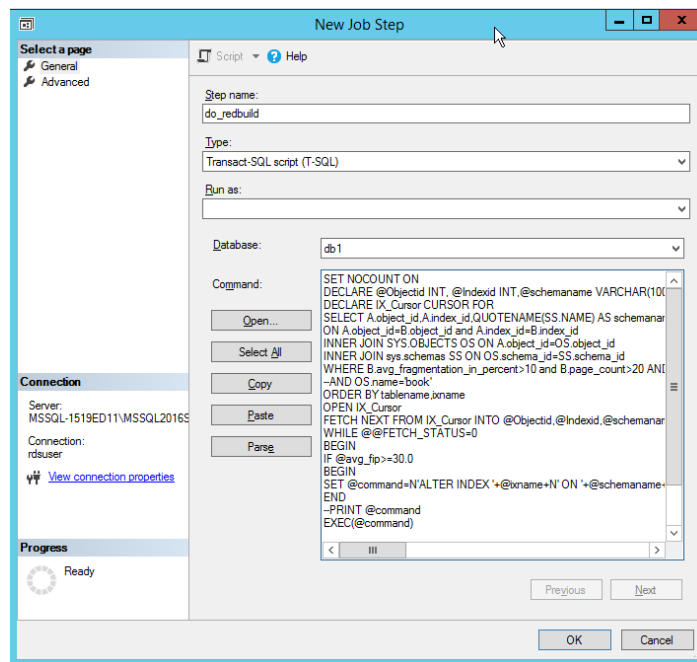 New Job Step
Select a page
General
Advanced
Script
Help
Step name:
do_redbuild
Type:
Transact-SQL script (T-SQL)
Run as:
Database:
db1
Command:
Open...
Select All
Copy
Paste
Parse
SET NOCOUNT ON
DECLARE @Objectid INT, @Indexid INT,@schemaname VARCHAR(100
DECLARE IX_Cursor CURSOR FOR
SELECT A.object_id,A.index_id,QUOTENAME(SS.NAME) AS schemanar
ON A.object_id=B.object_id and A.index_id=B.index_id
INNER JOIN SYS.OBJECTS OS ON A.object_id=OS.object_id
INNER JOIN sys.schemas SS ON OS.schema_id=SS.schema_id
WHERE B.avg_fragmentation_in_percent>10 and B.page_count>20 AND
--AND OS.name='book'
ORDER BY tablename,ixname
OPEN IX_Cursor
FETCH NEXT FROM IX_Cursor INTO @Objectid,@Indexid,@schemanar
WHILE @@FETCH_STATUS=0
BEGIN
IF @avg_fip>=30.0
BEGIN
SET @command=N'ALTER INDEX '+@ixname+N' ON '+@schemaname+
END
--PRINT @command
EXEC(@command)
Connection
Server:
MSSQL-1519ED11\MSSQL2016S
Connection:
rdsuser
View connection properties
Progress
Ready
Previous
Next
OK
Cancel